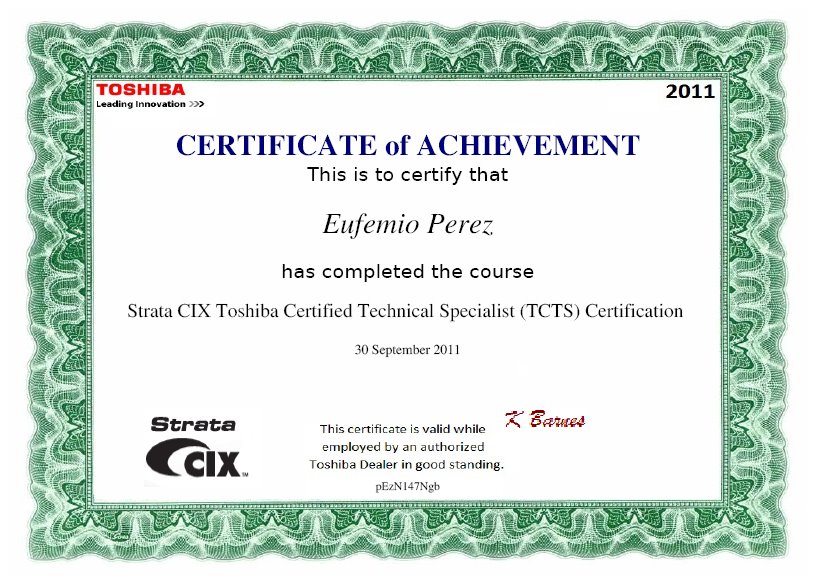 TOSHIBA 2011
Leading Innovation >>>
CERTIFICATE of ACHIEVEMENT
This is to certify that
Eufemio Perez
has completed the course
Strata CIX Toshiba Certified Technical Specialist (TCTS) Certification
30 September 2011
Strata
CIX™
This certificate is valid while
employed by an authorized
Toshiba Dealer in good standing.
K Barnes
pEzN147Ngb